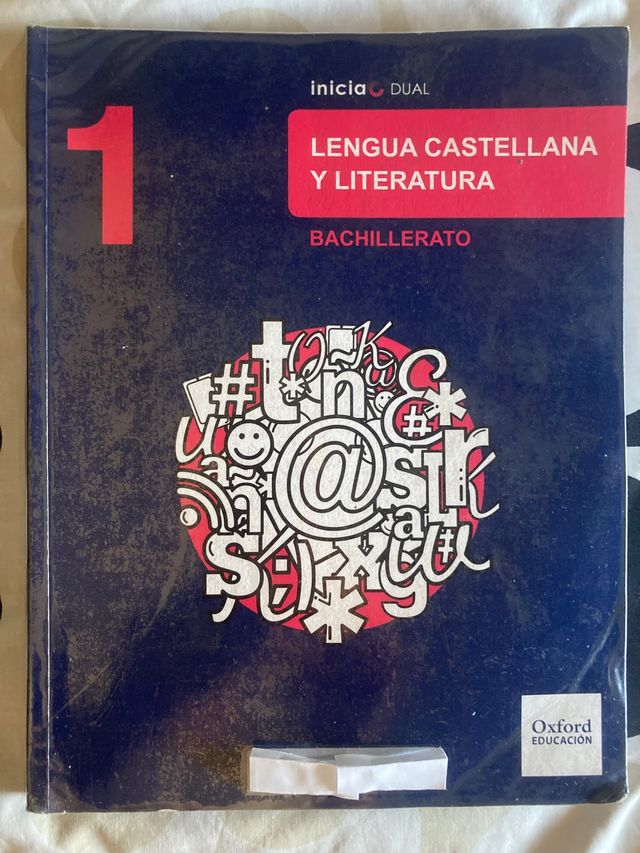 1
inicia DUAL
LENGUA CASTELLANA
Y LITERATURA
BACHILLERATO
Oxford
EDUCACIÓN